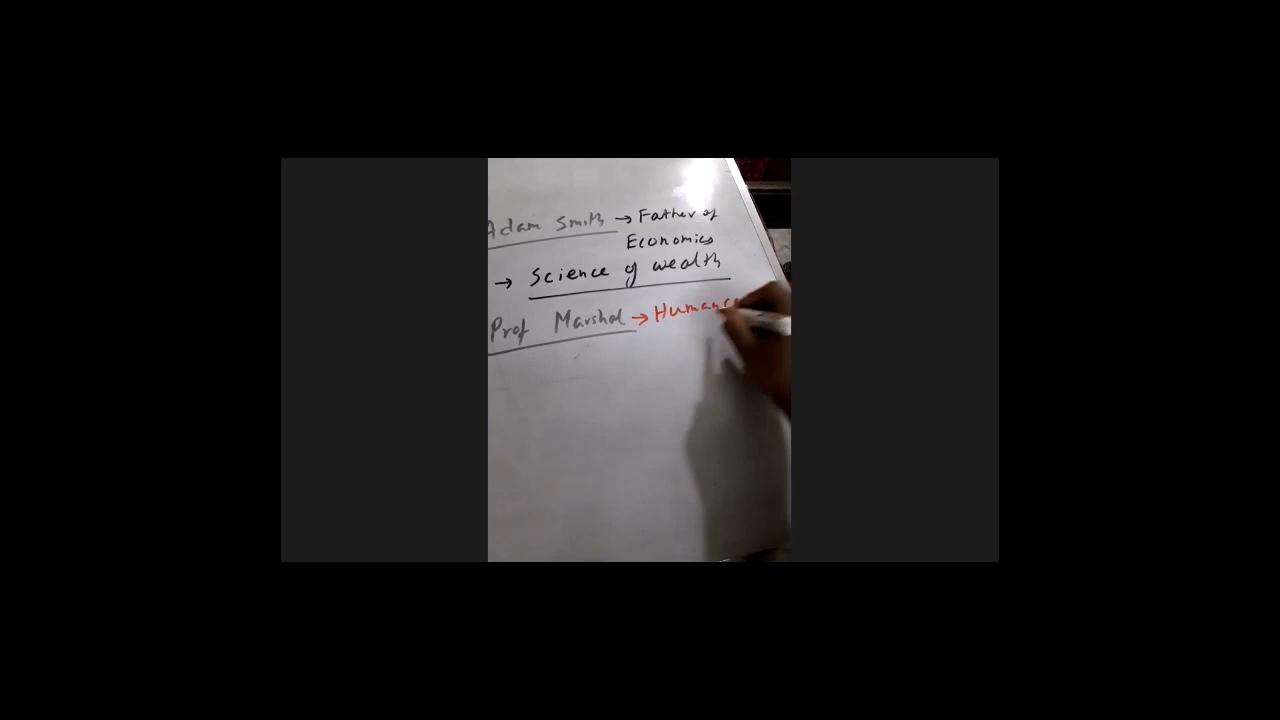 Adam Smith → Father of
Economics
→ Science of wealth
Prof Marshal →